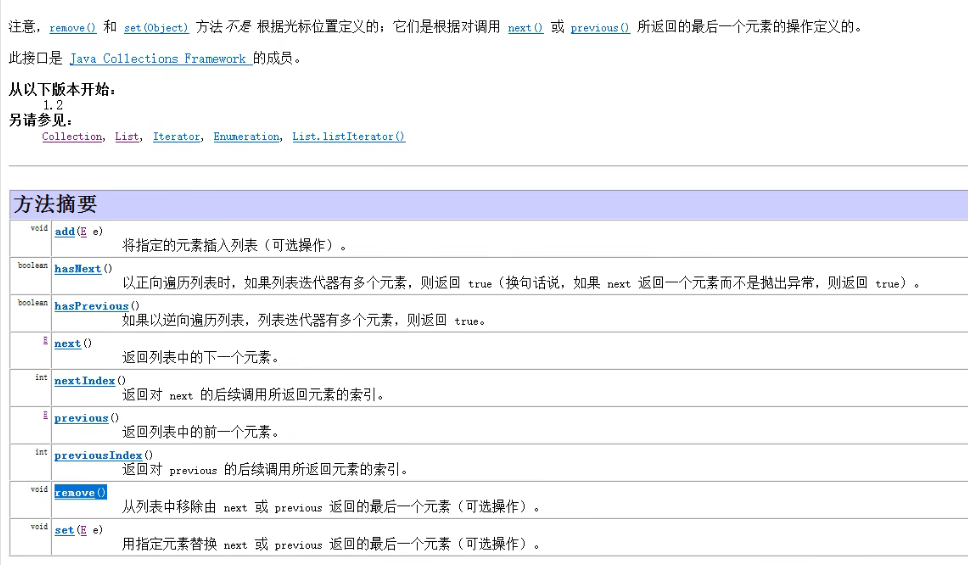 注意，remove() 和 set(Object) 方法不是 根据光标位置定义的；它们是根据对调用 next() 或 previous() 所返回的最后一个元素的操作定义的。
此接口是 Java Collections Framework 的成员。
从以下版本开始：
1.2
另请参见：
Collection, List, Iterator, Enumeration, List.listIterator()
方法摘要
void add(E e)
将指定的元素插入列表（可选操作）。
boolean hasNext()
以正向遍历列表时，如果列表迭代器有多个元素，则返回 true（换句话说，如果 next 返回一个元素而不是抛出异常，则返回 true）。
boolean hasPrevious()
如果以逆向遍历列表，列表迭代器有多个元素，则返回 true。
E next()
返回列表中的下一个元素。
int nextIndex()
返回对 next 的后续调用所返回元素的索引。
E previous()
返回列表中的前一个元素。
int previousIndex()
返回对 previous 的后续调用所返回元素的索引。
void remove()
从列表中移除由 next 或 previous 返回的最后一个元素（可选操作）。
void set(E e)
用指定元素替换 next 或 previous 返回的最后一个元素（可选操作）。